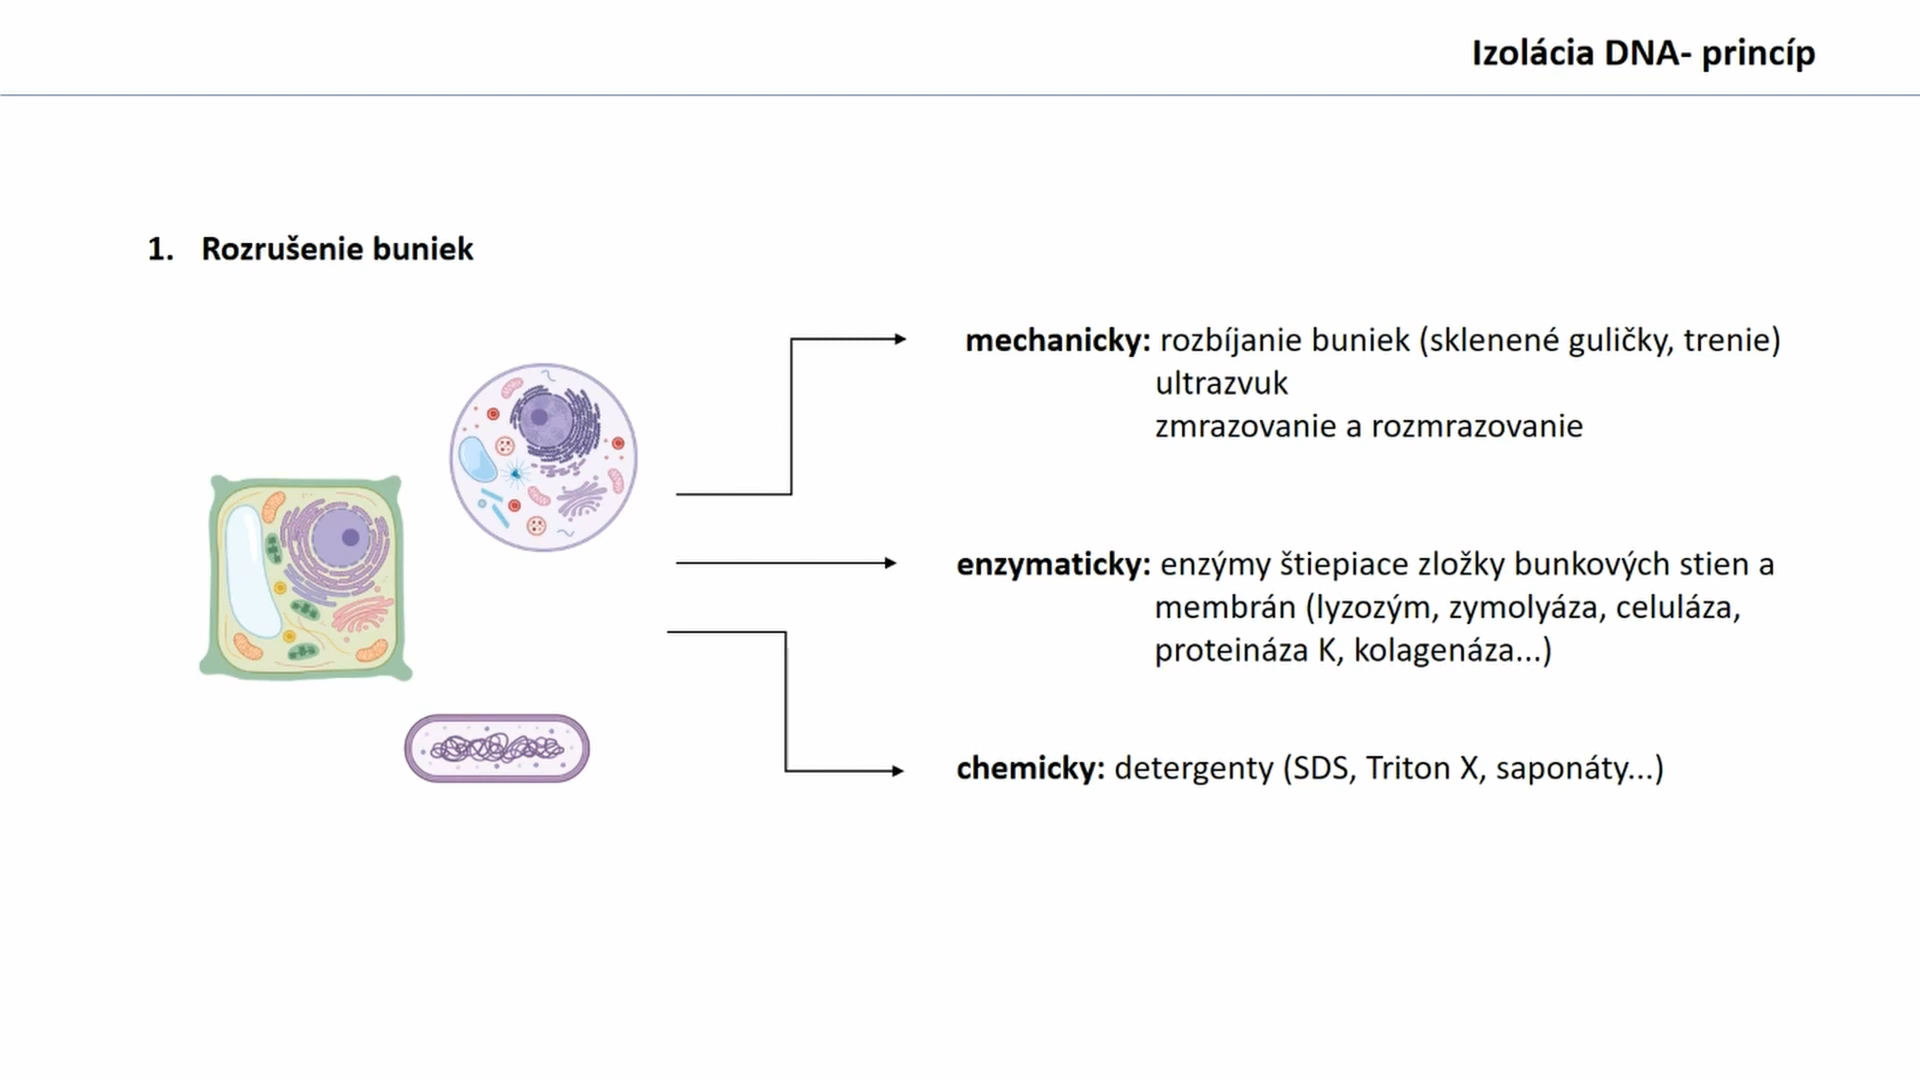 Izolácia DNA- princíp
1. Rozrušenie buniek
mechanicky: rozbíjanie buniek (sklenené guličky, trenie)
ultrazvuk
zmrazovanie a rozmrazovanie
enzymaticky: enzýmy štiepiace zložky bunkových stien a
membrán (lyzozým, zymolyáza, celuláza,
proteináza K, kolagenáza...)
chemicky: detergenty (SDS, Triton X, saponáty...)